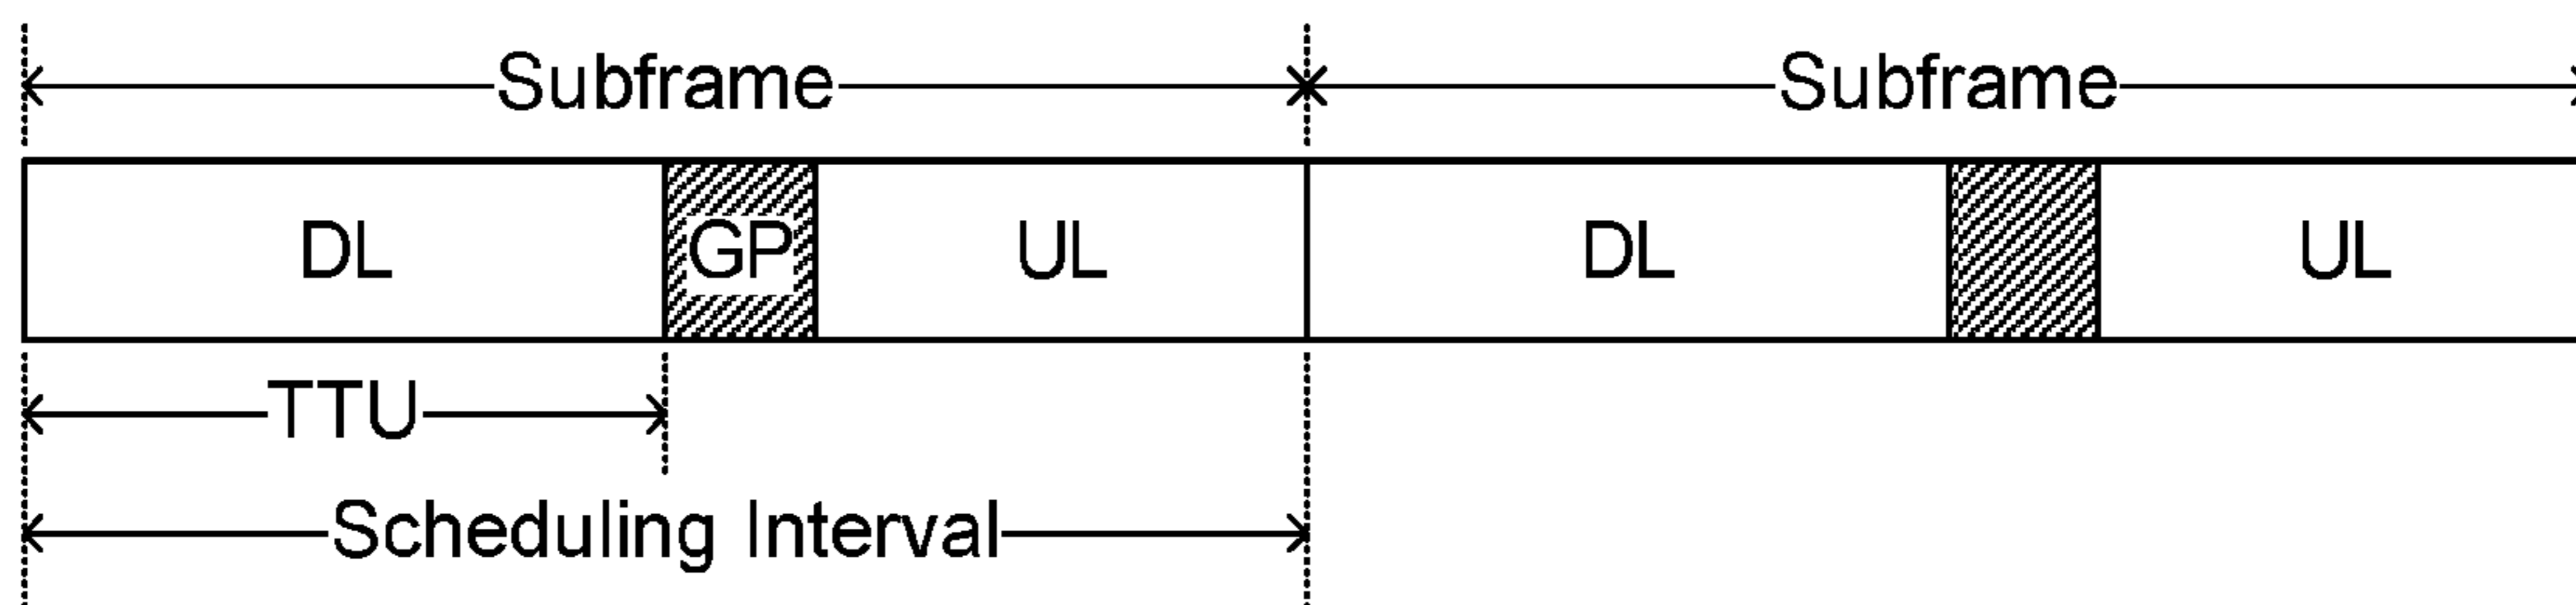 Subframe Subframe
DL GP UL DL UL
TTU
Scheduling Interval